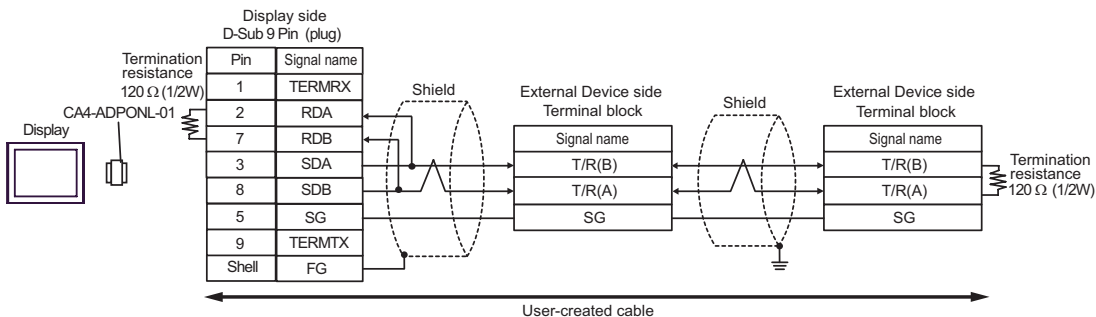 Display side
D-Sub 9 Pin (plug)
Termination
resistance
120 Ω (1/2W)
CA4-ADPONL-01
Display
Pin Signal name
1 TERMRX
2 RDA
7 RDB
3 SDA
8 SDB
5 SG
9 TERMTX
Shell FG
Shield
External Device side
Terminal block
Signal name
T/R(B)
T/R(A)
SG
Shield
External Device side
Terminal block
Signal name
T/R(B)
T/R(A)
SG
Termination
resistance
120 Ω (1/2W)
User-created cable